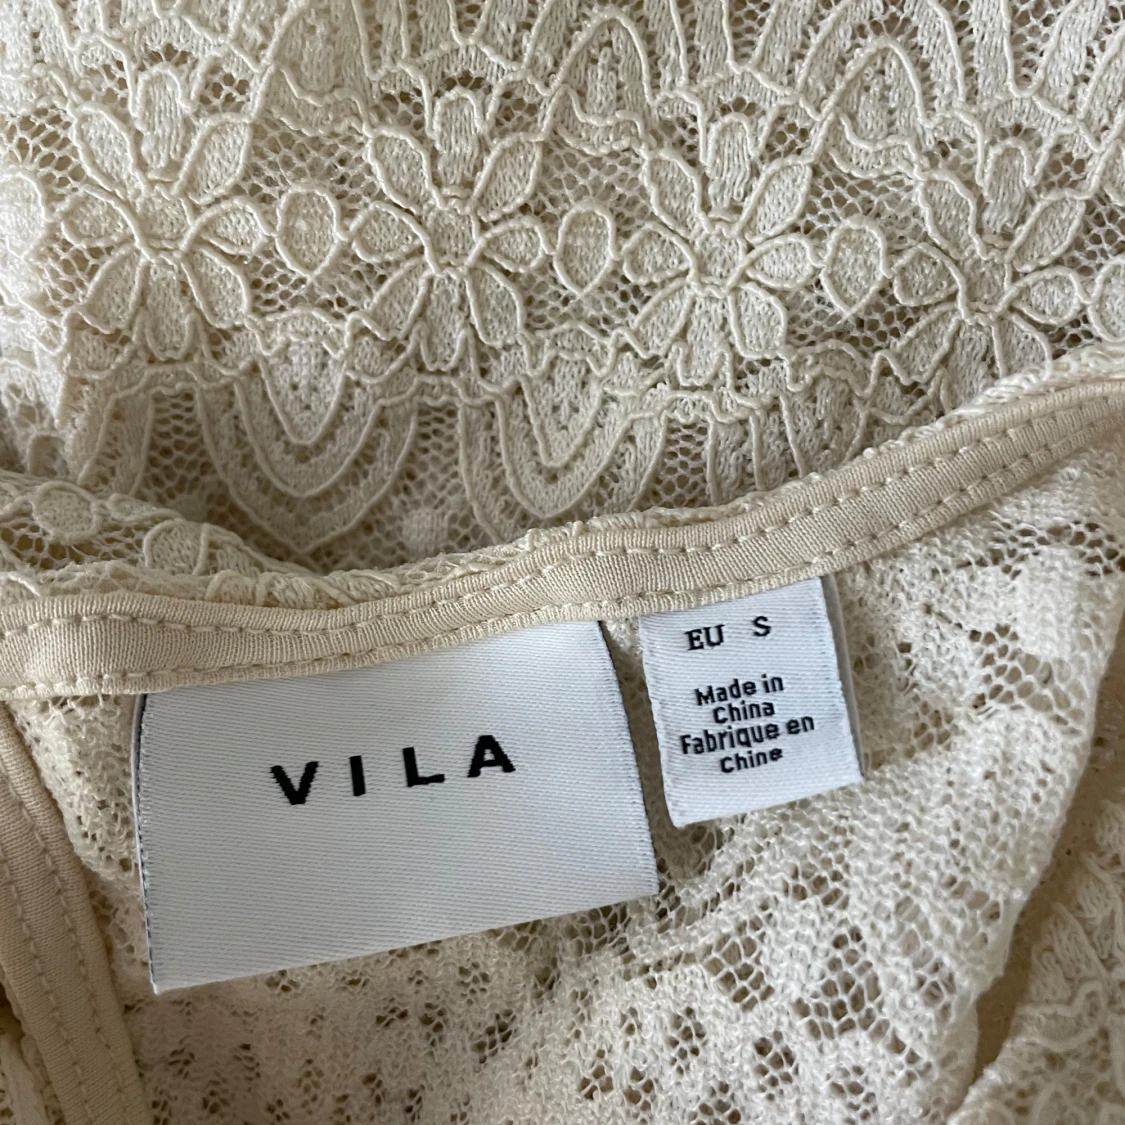 VILA
EU S
Made in
China
Fabrique en
Chine